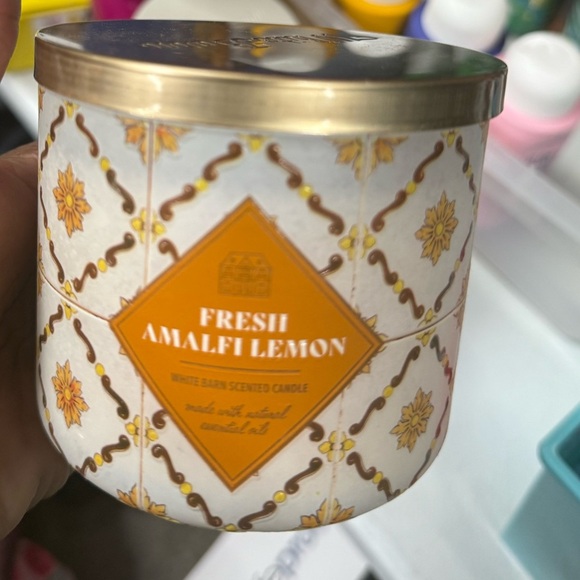 FRESH
AMALFI LEMON
WHITE BARN SCENTED CANDLE
made with natural
essential oils